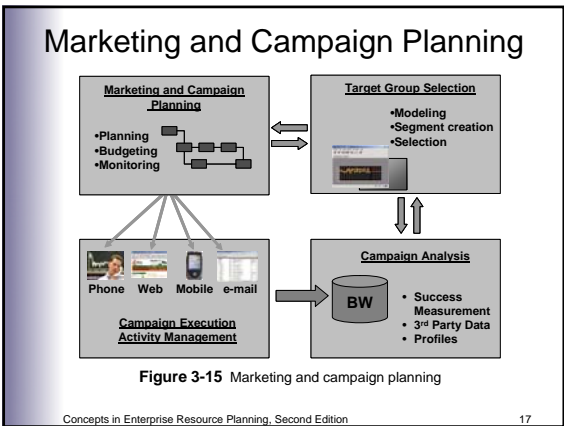 Marketing and Campaign Planning
Marketing and Campaign
Planning
•Planning
•Budgeting
•Monitoring
Target Group Selection
•Modeling
•Segment creation
•Selection
Phone Web Mobile e-mail
Campaign Execution
Activity Management
Campaign Analysis
BW
• Success
Measurement
• 3rd Party Data
• Profiles
Figure 3-15 Marketing and campaign planning
Concepts in Enterprise Resource Planning, Second Edition 17